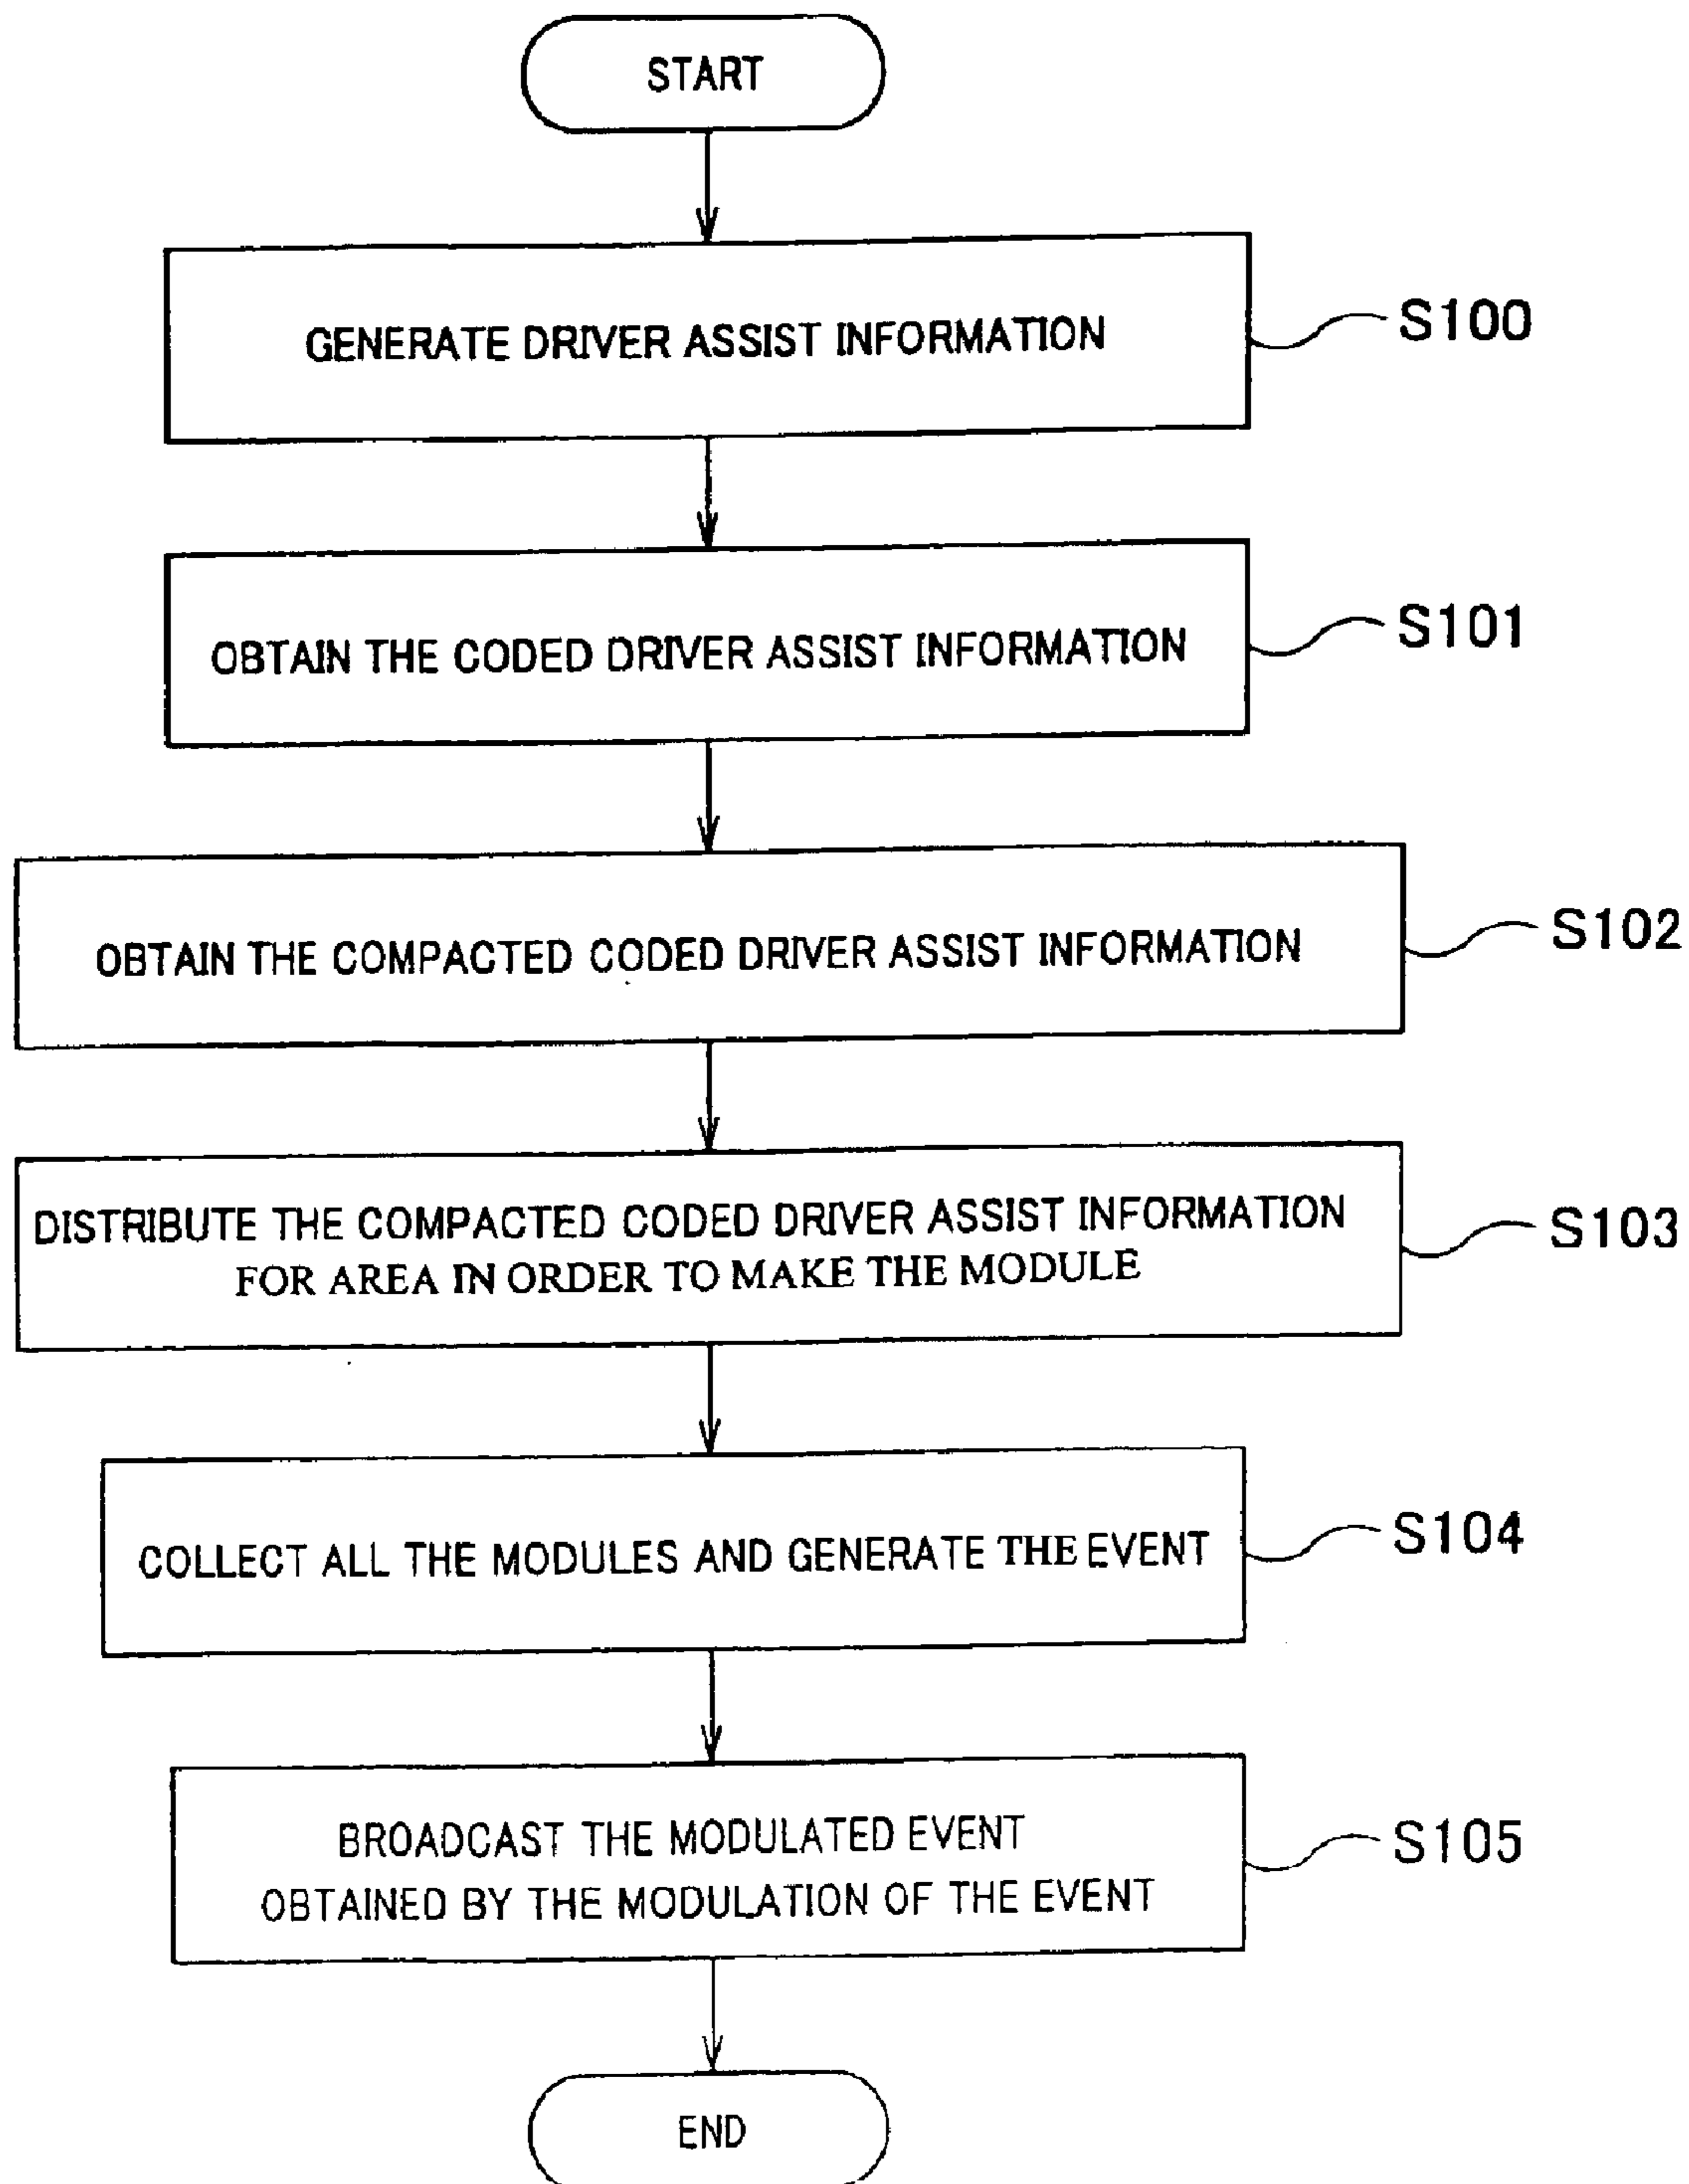 START
GENERATE DRIVER ASSIST INFORMATION
S100
OBTAIN THE CODED DRIVER ASSIST INFORMATION
S101
OBTAIN THE COMPACTED CODED DRIVER ASSIST INFORMATION
S102
DISTRIBUTE THE COMPACTED CODED DRIVER ASSIST INFORMATION
FOR AREA IN ORDER TO MAKE THE MODULE
S103
COLLECT ALL THE MODULES AND GENERATE THE EVENT
S104
BROADCAST THE MODULATED EVENT
OBTAINED BY THE MODULATION OF THE EVENT
S105
END